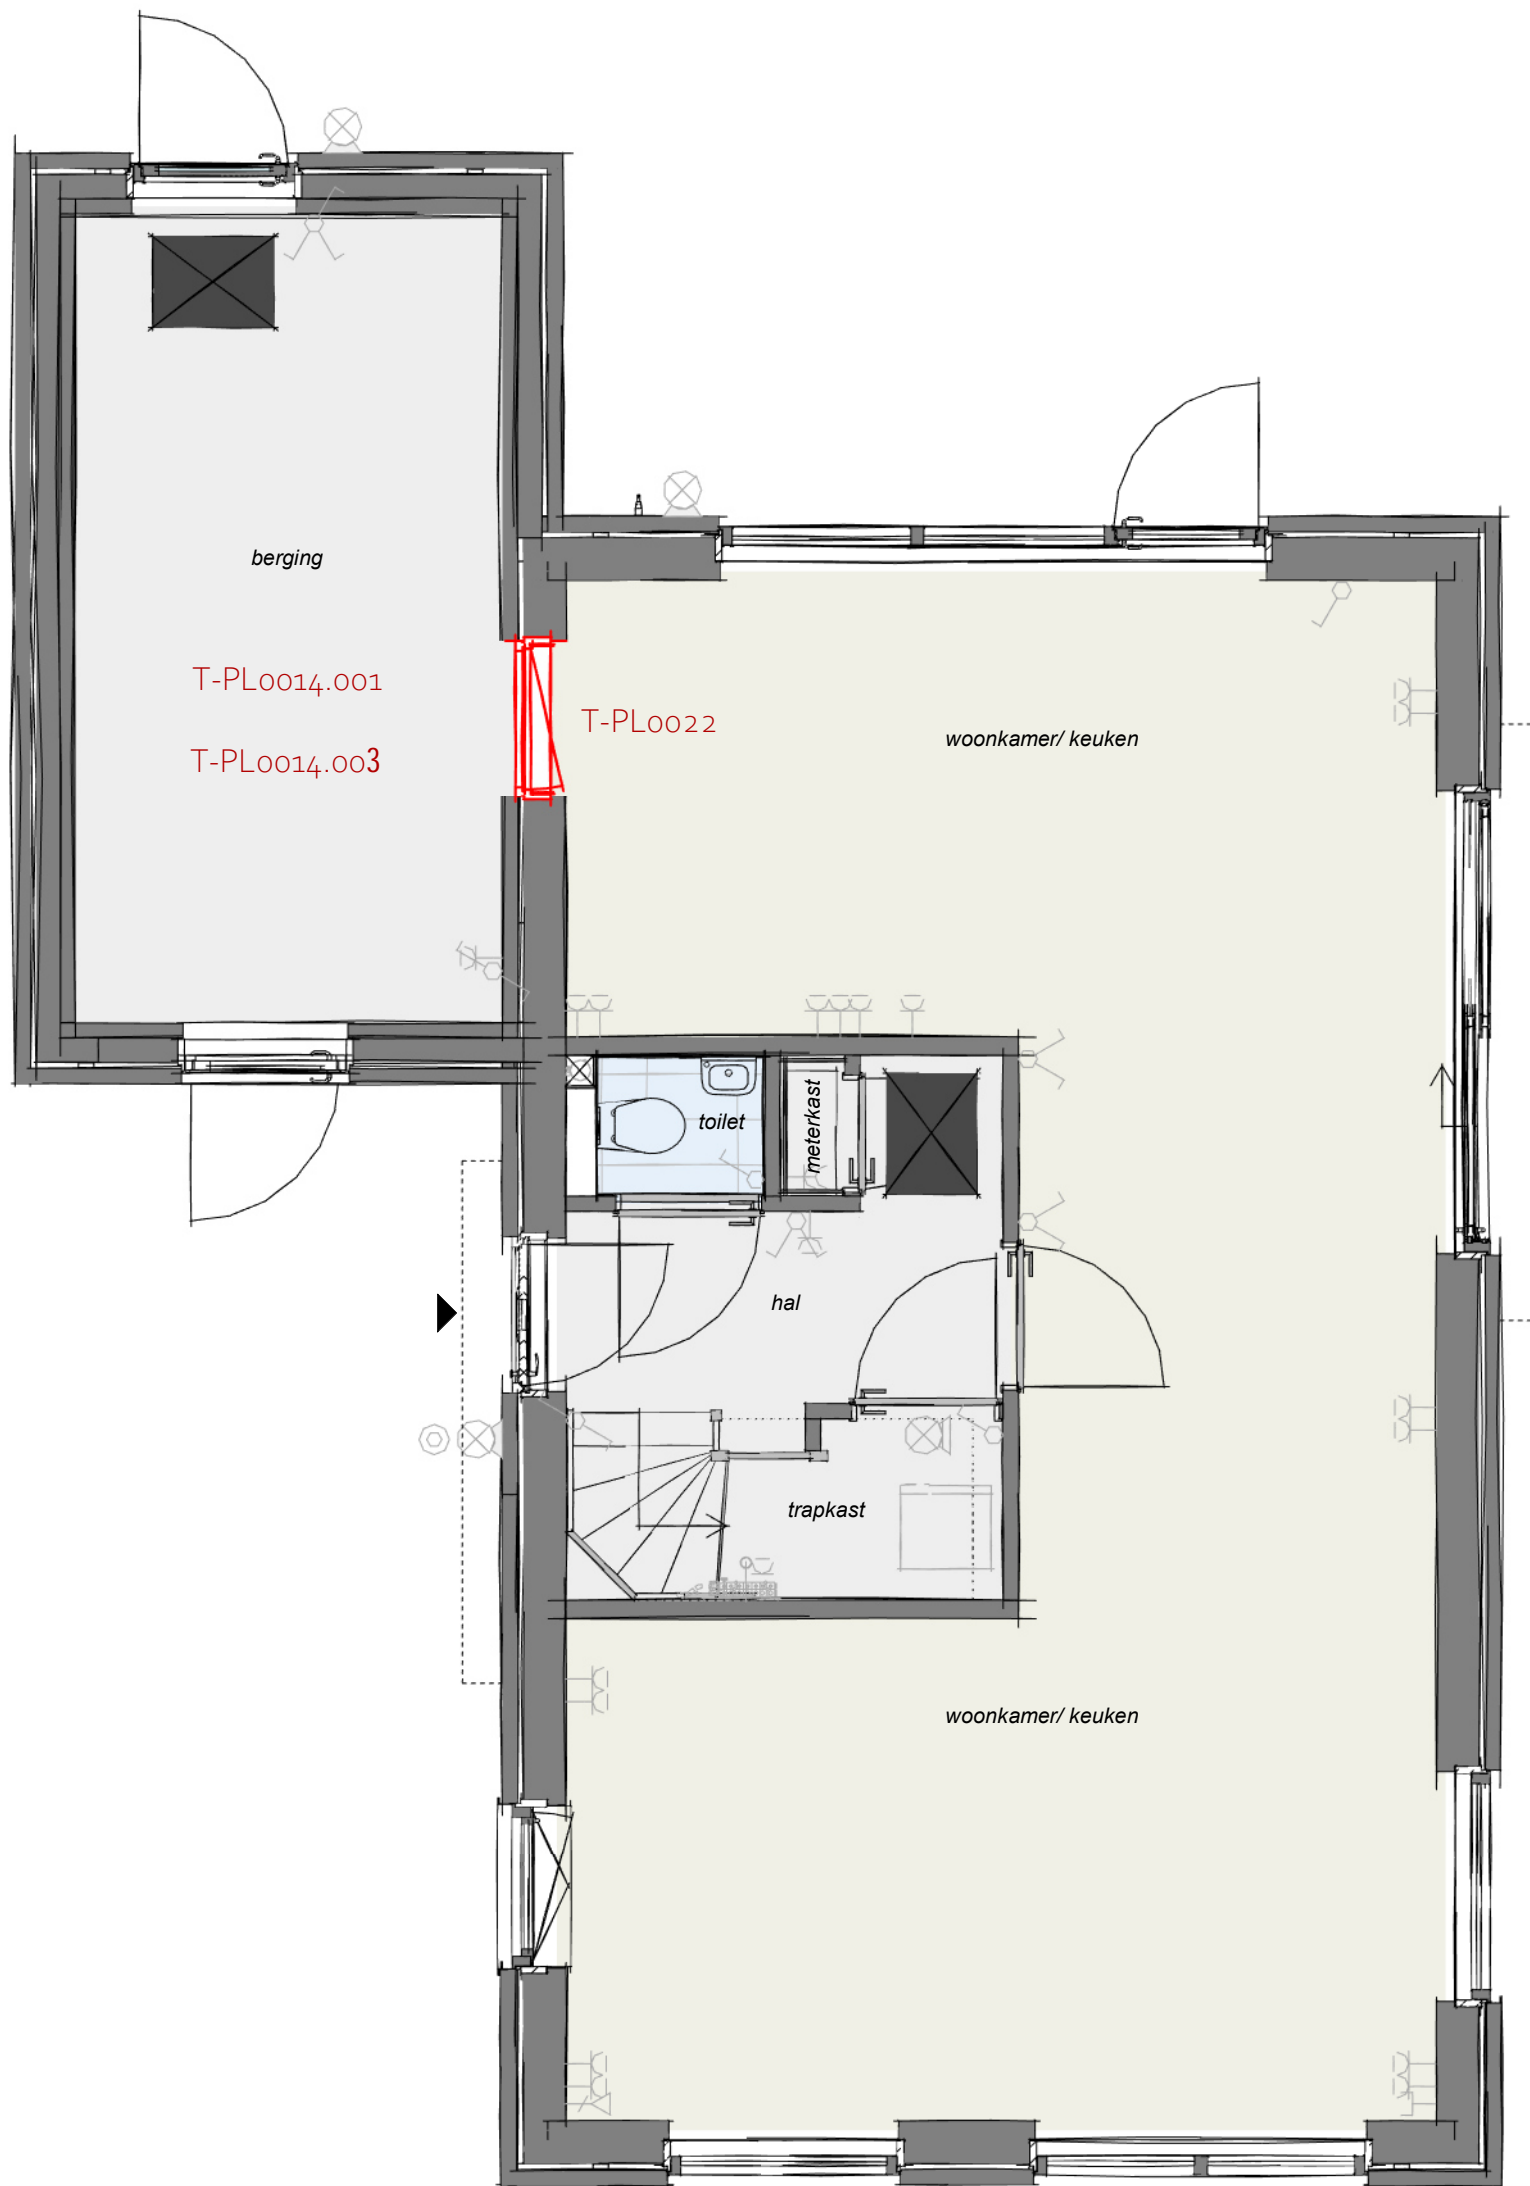 berging
T-PL0014.001
T-PL0022
woonkamer/ keuken
T-PL0014.003
toilet
meterkast
hal
trapkast
woonkamer/ keuken